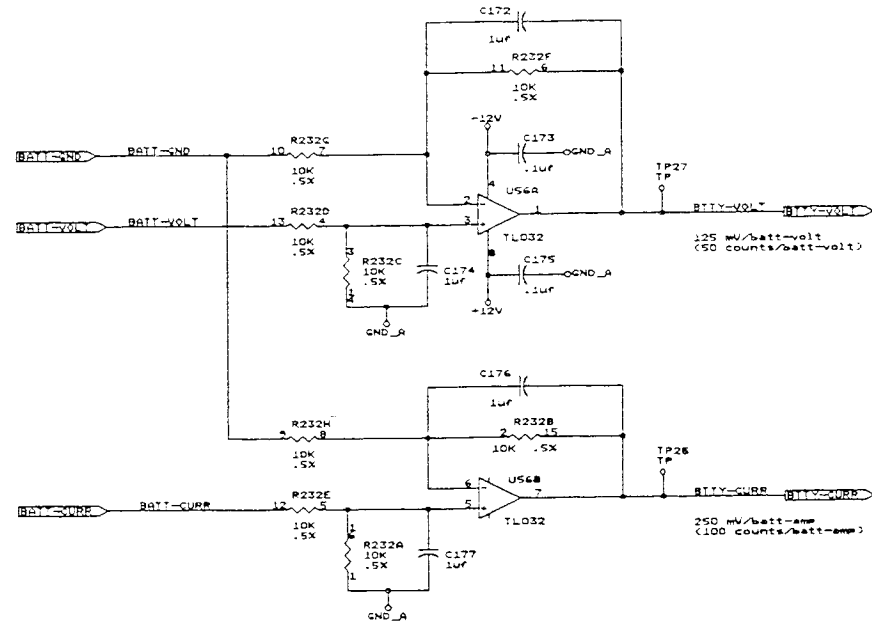 C172
1uf
R232F
11 6
10K
.5%
-12V
C173
GND_A
.1uf
R232G
BATT-GND BATT-GND 10 7
10K
.5%
4
U56A
TP27
TP
2
1
BTTY-VOLT BTTY-VOLT
R232D
BATT-VOLT BATT-VOLT 13 4
3
10K
.5%
TL032
125 mV/batt-volt
(50 counts/batt-volt)
3
R232C
10K
.5%
14
C174
1uf
8
C175
GND_A
.1uf
+12V
GND_A
C176
1uf
R232H
9 8
10K
.5%
R232B
2 15
10K .5%
U56B
6
7
TP
BTTY-CURR BTTY-CURR
R232E
BATT-CURR BATT-CURR 12 5
5
10K
.5%
TL032
250 mV/batt-amp
(100 counts/batt-amp)
R232A
10K
.5%
1
C177
1uf
GND_A